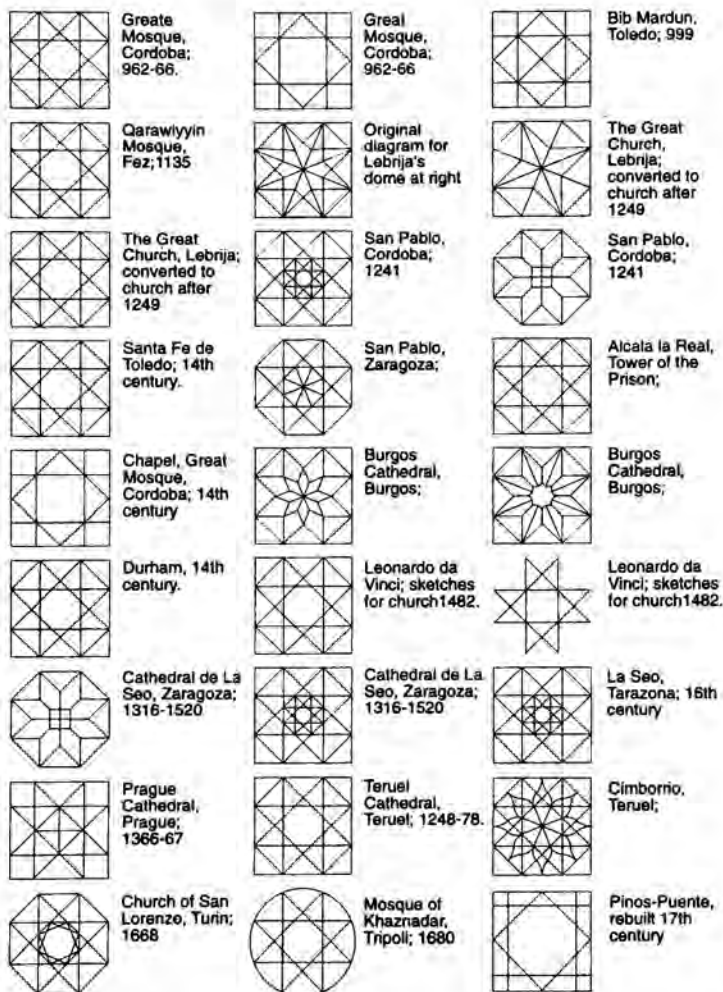 Greate
Mosque,
Cordoba;
962-66.
Great
Mosque,
Cordoba;
962-66
Bib Mardun,
Toledo; 999
Qarawiyyin
Mosque,
Fez;1135
Original
diagram for
Lebrija's
dome at right
The Great
Church,
Lebrija;
converted to
church after
1249
The Great
Church, Lebrija;
converted to
church after
1249
San Pablo,
Cordoba;
1241
San Pablo,
Cordoba;
1241
Santa Fe de
Toledo; 14th
century.
San Pablo,
Zaragoza;
Alcala la Real,
Tower of the
Prison;
Chapel, Great
Mosque,
Cordoba; 14th
century
Burgos
Cathedral,
Burgos;
Burgos
Cathedral,
Burgos;
Durham, 14th
century.
Leonardo da
Vinci; sketches
for church1482.
Leonardo da
Vinci; sketches
for church1482.
Cathedral de La
Seo, Zaragoza;
1316-1520
Cathedral de La
Seo, Zaragoza;
1316-1520
La Seo,
Tarazona; 16th
century
Prague
Cathedral,
Prague;
1366-67
Teruel
Cathedral,
Teruel; 1248-78.
Cimborrio,
Teruel;
Church of San
Lorenzo, Turin;
1668
Mosque of
Khaznadar,
Tripoli; 1680
Pinos-Puente,
rebuilt 17th
century